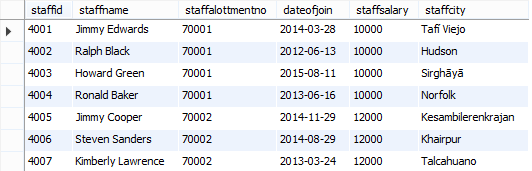 staffid staffname staffalottmentno dateofjoin staffsalary staffcity
4001 Jimmy Edwards 70001 2014-03-28 10000 Tafí Viejo
4002 Ralph Black 70001 2012-06-13 10000 Hudson
4003 Howard Green 70001 2015-08-11 10000 Sirghāyā
4004 Ronald Baker 70001 2013-06-16 10000 Norfolk
4005 Jimmy Cooper 70002 2014-11-29 12000 Kesambilerenkrajan
4006 Steven Sanders 70002 2014-08-29 12000 Khairpur
4007 Kimberly Lawrence 70002 2013-03-24 12000 Talcahuano